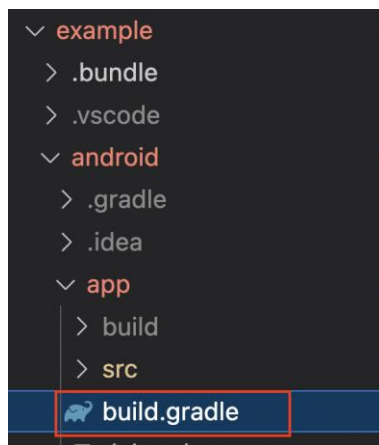 example
.bundle
.vscode
android
.gradle
.idea
app
build
src
build.gradle